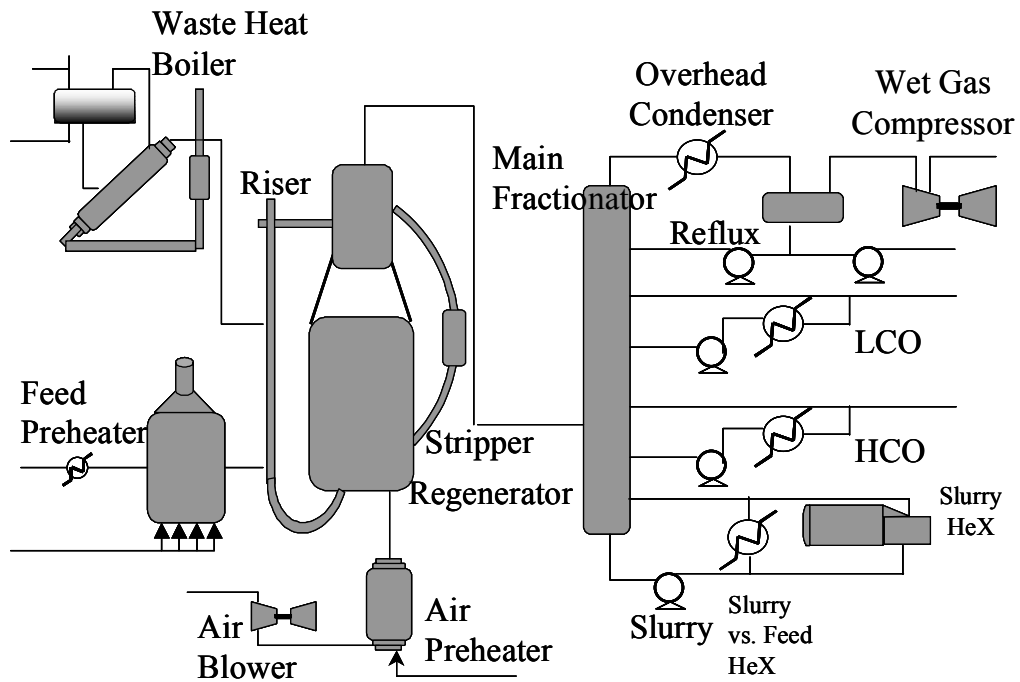 Waste Heat
Boiler
Overhead
Condenser
Wet Gas
Compressor
Main
Fractionator
Riser
Reflux
LCO
Feed
Preheater
Stripper
HCO
Regenerator
Slurry
HeX
Air
Blower
Air
Preheater
Slurry
Slurry
vs. Feed
HeX